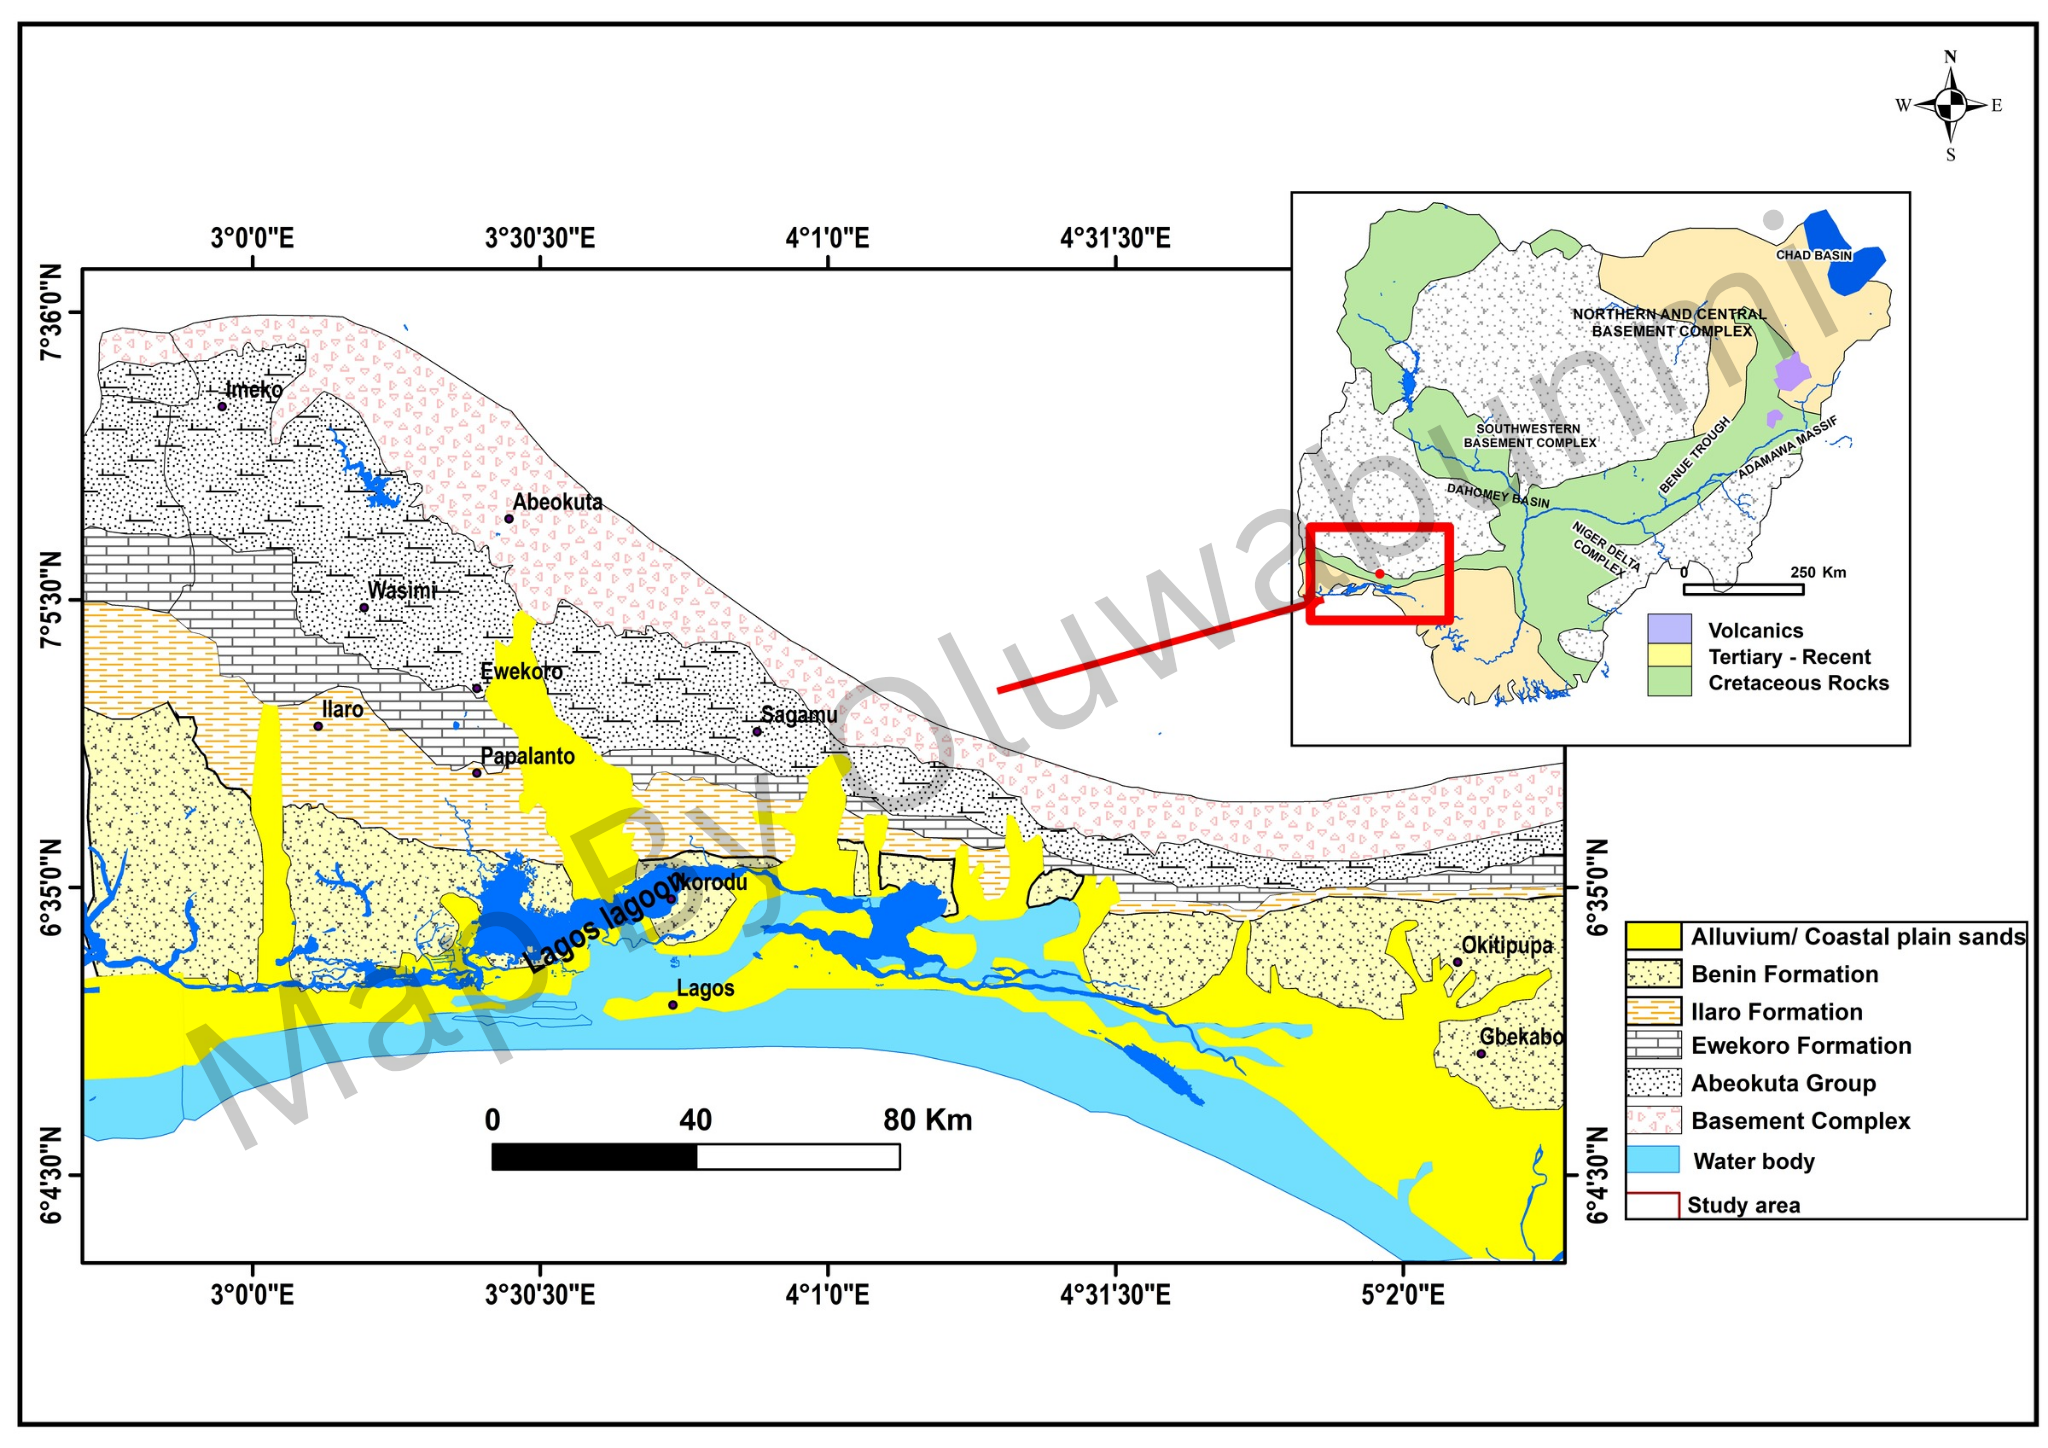 N
W E
S
3°0'0"E 3°30'30"E 4°1'0"E 4°31'30"E
7°36'0"N
7°5'30"N
6°35'0"N
6°4'30"N
CHAD BASIN
NORTHERN AND CENTRAL
BASEMENT COMPLEX
SOUTHWESTERN
BASEMENT COMPLEX
BENUE TROUGH
ADAMAWA MASSIF
DAHOMEY BASIN
NIGER DELTA
COMPLEX
0 250 Km
Volcanics
Tertiary - Recent
Cretaceous Rocks
Imeko
Abeokuta
Wasimi
Ewekoro
Ilaro
Sagamu
Papalanto
Ikorodu
Lagos lagoon
Lagos
Okitipupa
Gbekabo
Map By oluwabunmi
0 40 80 Km
6°35'0"N
6°4'30"N
Alluvium/ Coastal plain sands
Benin Formation
Ilaro Formation
Ewekoro Formation
Abeokuta Group
Basement Complex
Water body
Study area
3°0'0"E 3°30'30"E 4°1'0"E 4°31'30"E 5°2'0"E